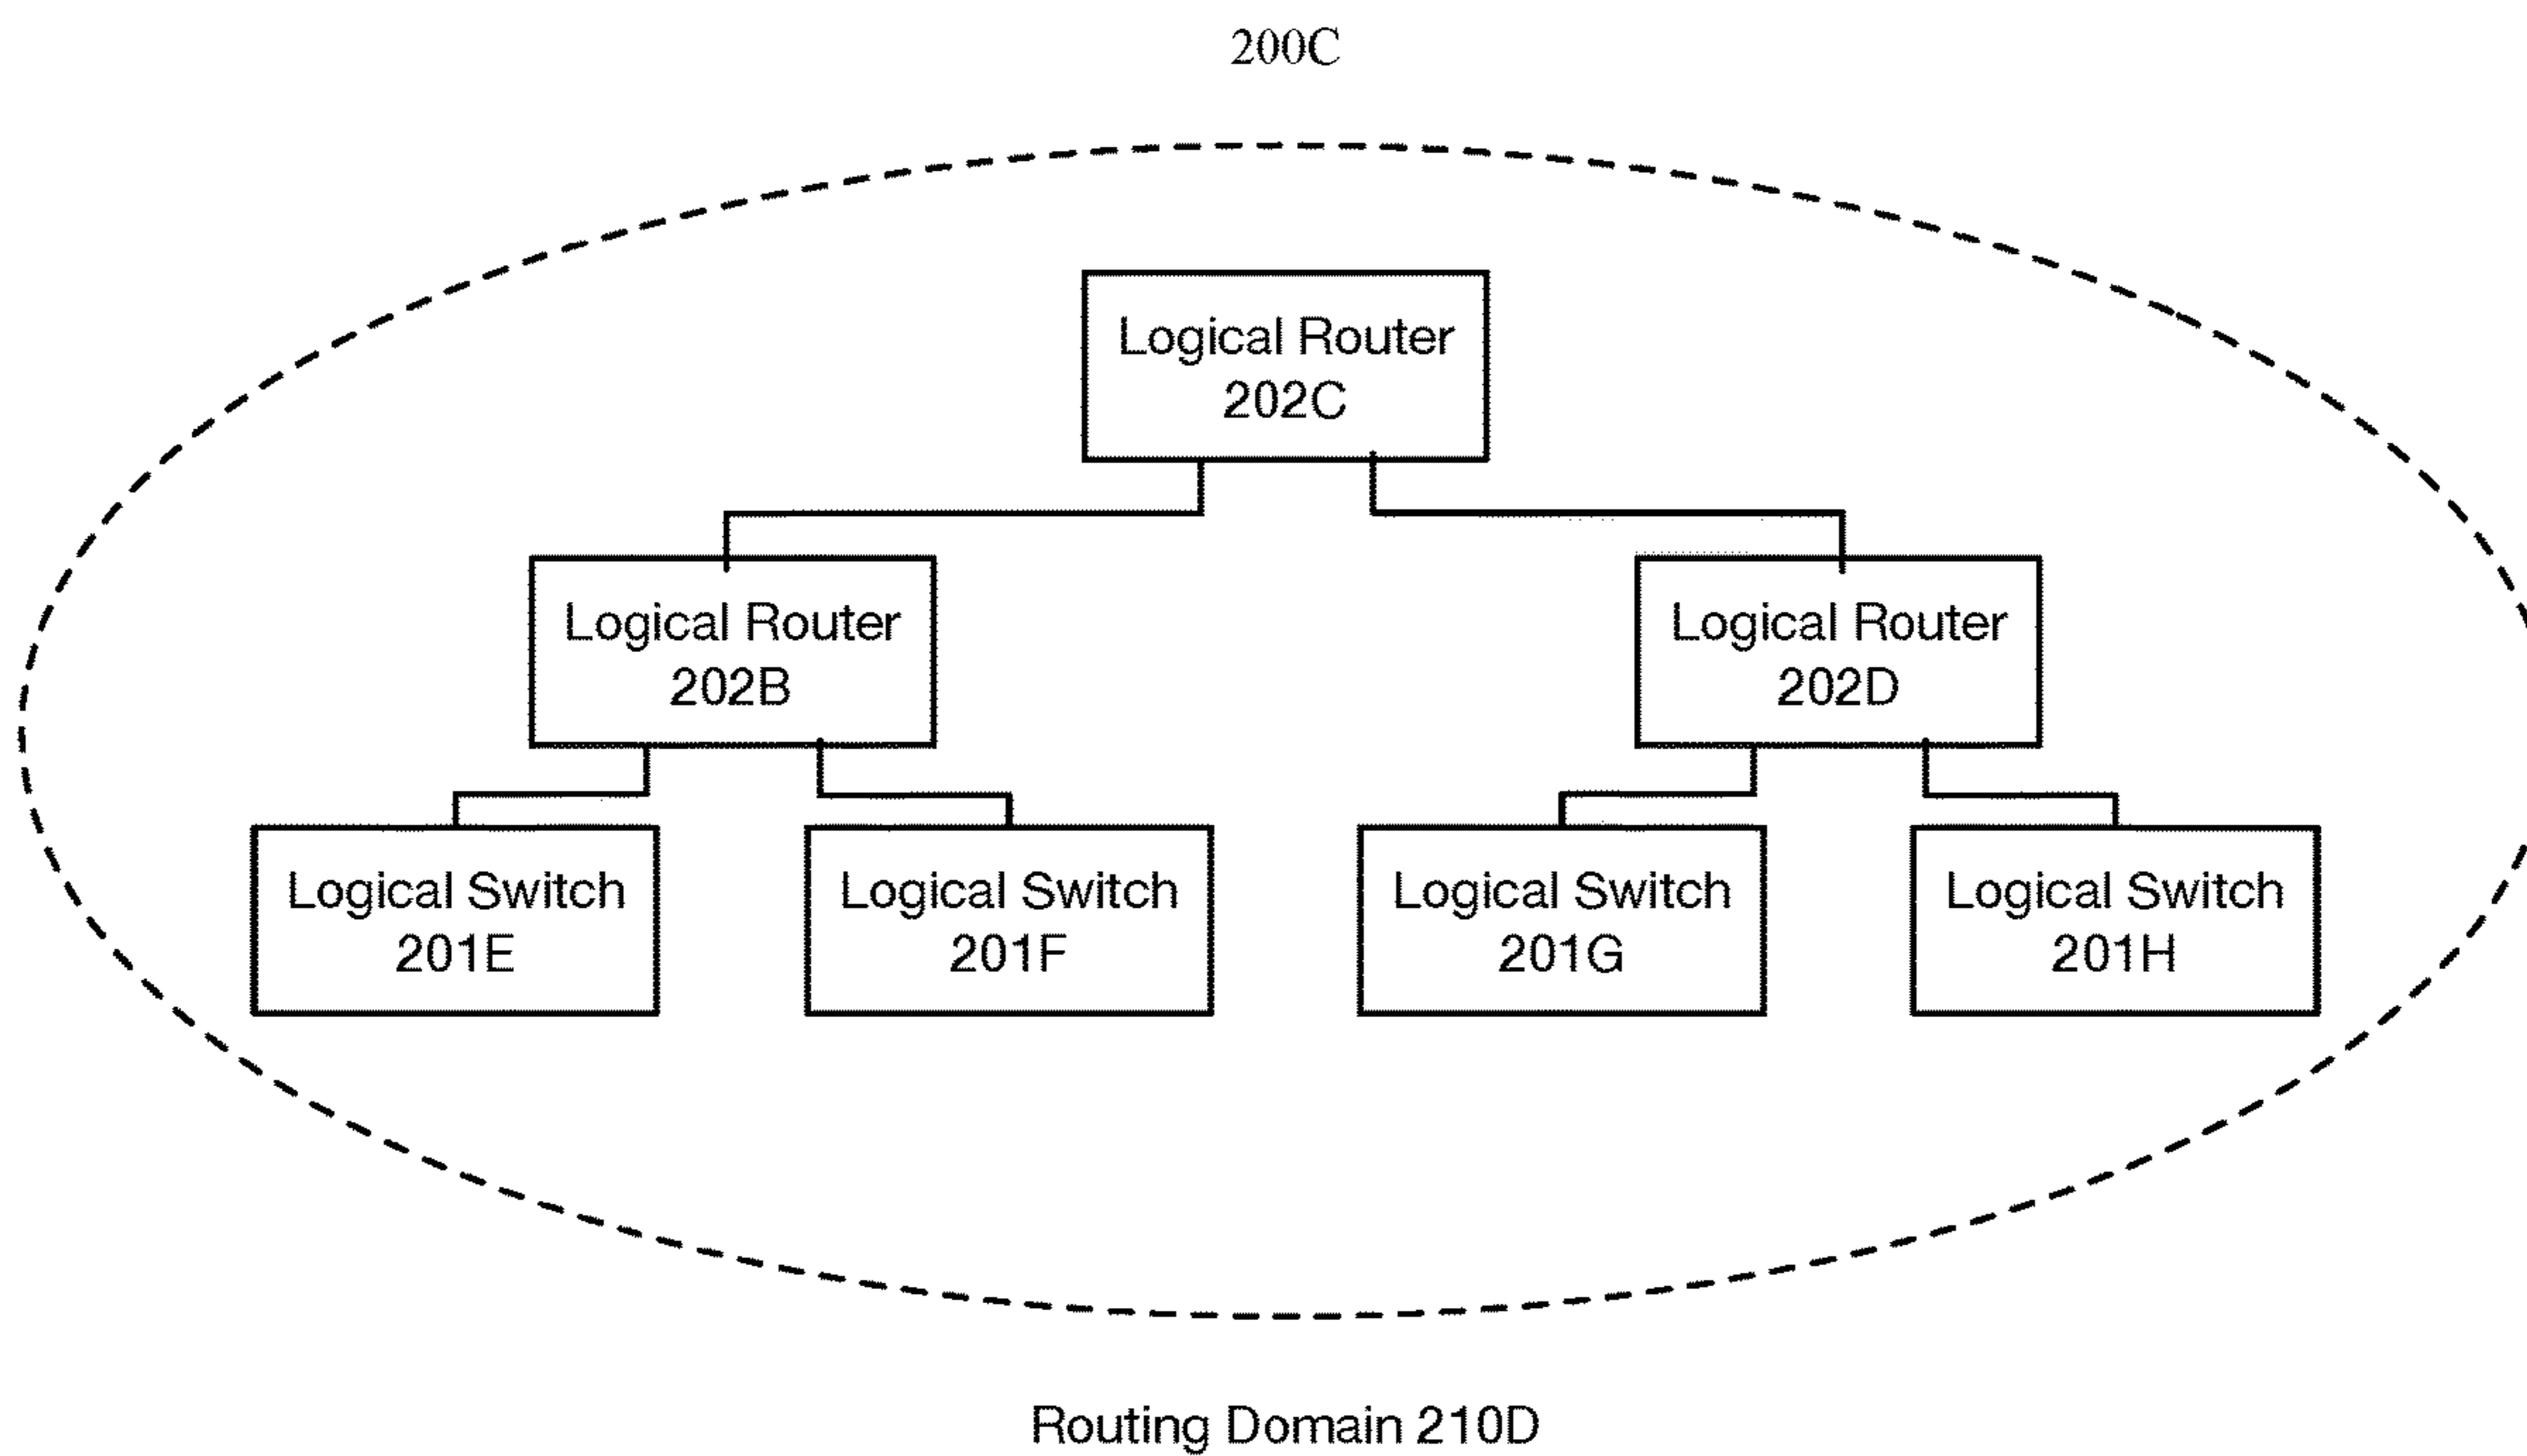 200C
Logical Router
202C
Logical Router
202B
Logical Router
202D
Logical Switch
201E
Logical Switch
201F
Logical Switch
201G
Logical Switch
201H
Routing Domain 210D